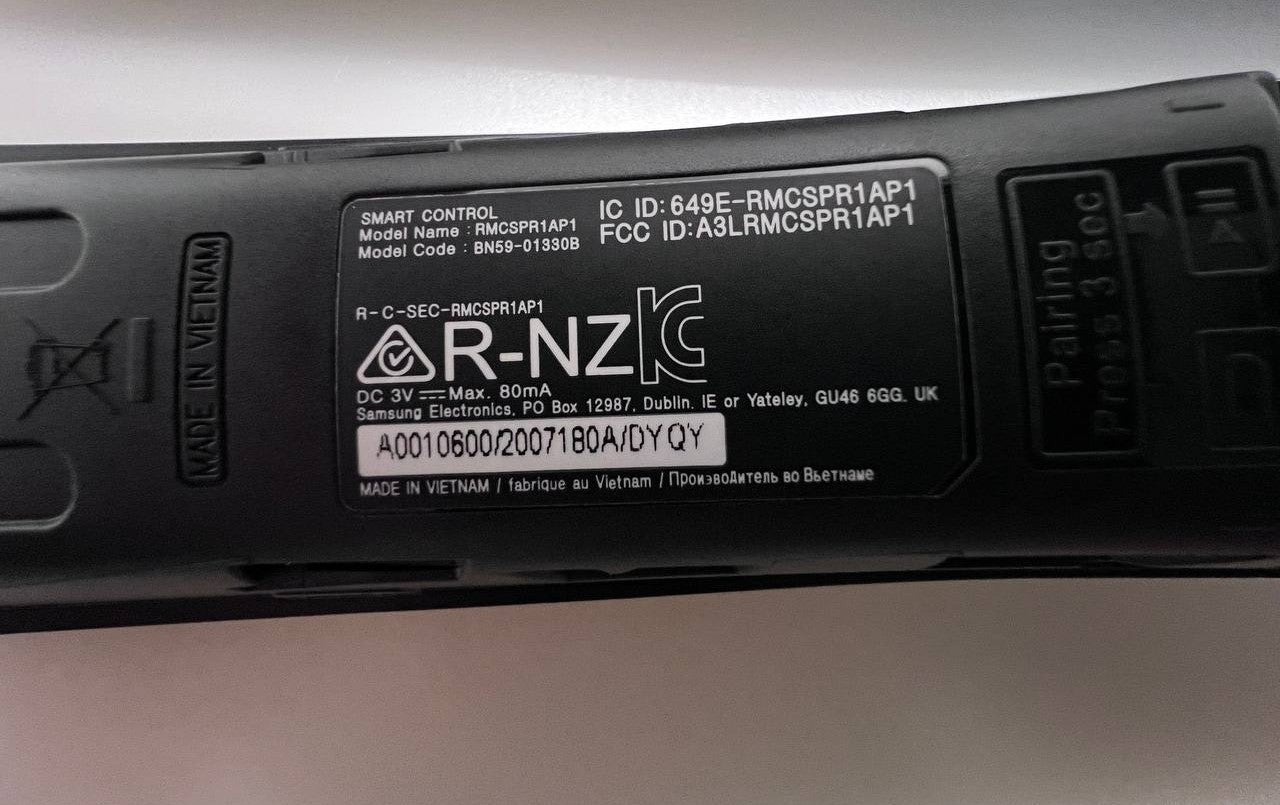 SMART CONTROL
Model Name : RMCSPR1AP1
Model Code : BN59-01330B
IC ID: 649E-RMCSPR1AP1
FCC ID: A3LRMCSPR1AP1
R-C-SEC-RMCSPR1AP1
R-NZ
DC 3V Max. 80mA
Samsung Electronics, PO Box 12987, Dublin. IE or Yateley, GU46 6GG. UK
A0010600/2007180A/DYQY
MADE IN VIETNAM / fabrique au Vietnam / Производитель во Вьетнаме
MADE IN VIETNAM
Pairing
Press 3 sec